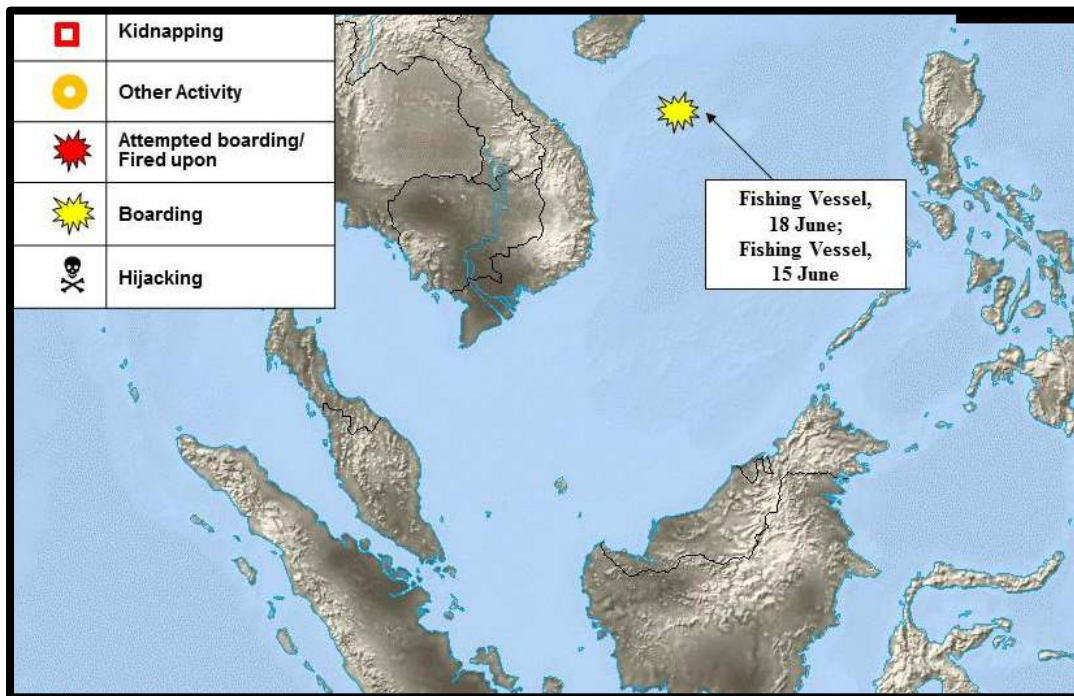 Kidnapping
Other Activity
Attempted boarding/
Fired upon
Boarding
Hijacking
Fishing Vessel,
18 June;
Fishing Vessel,
15 June